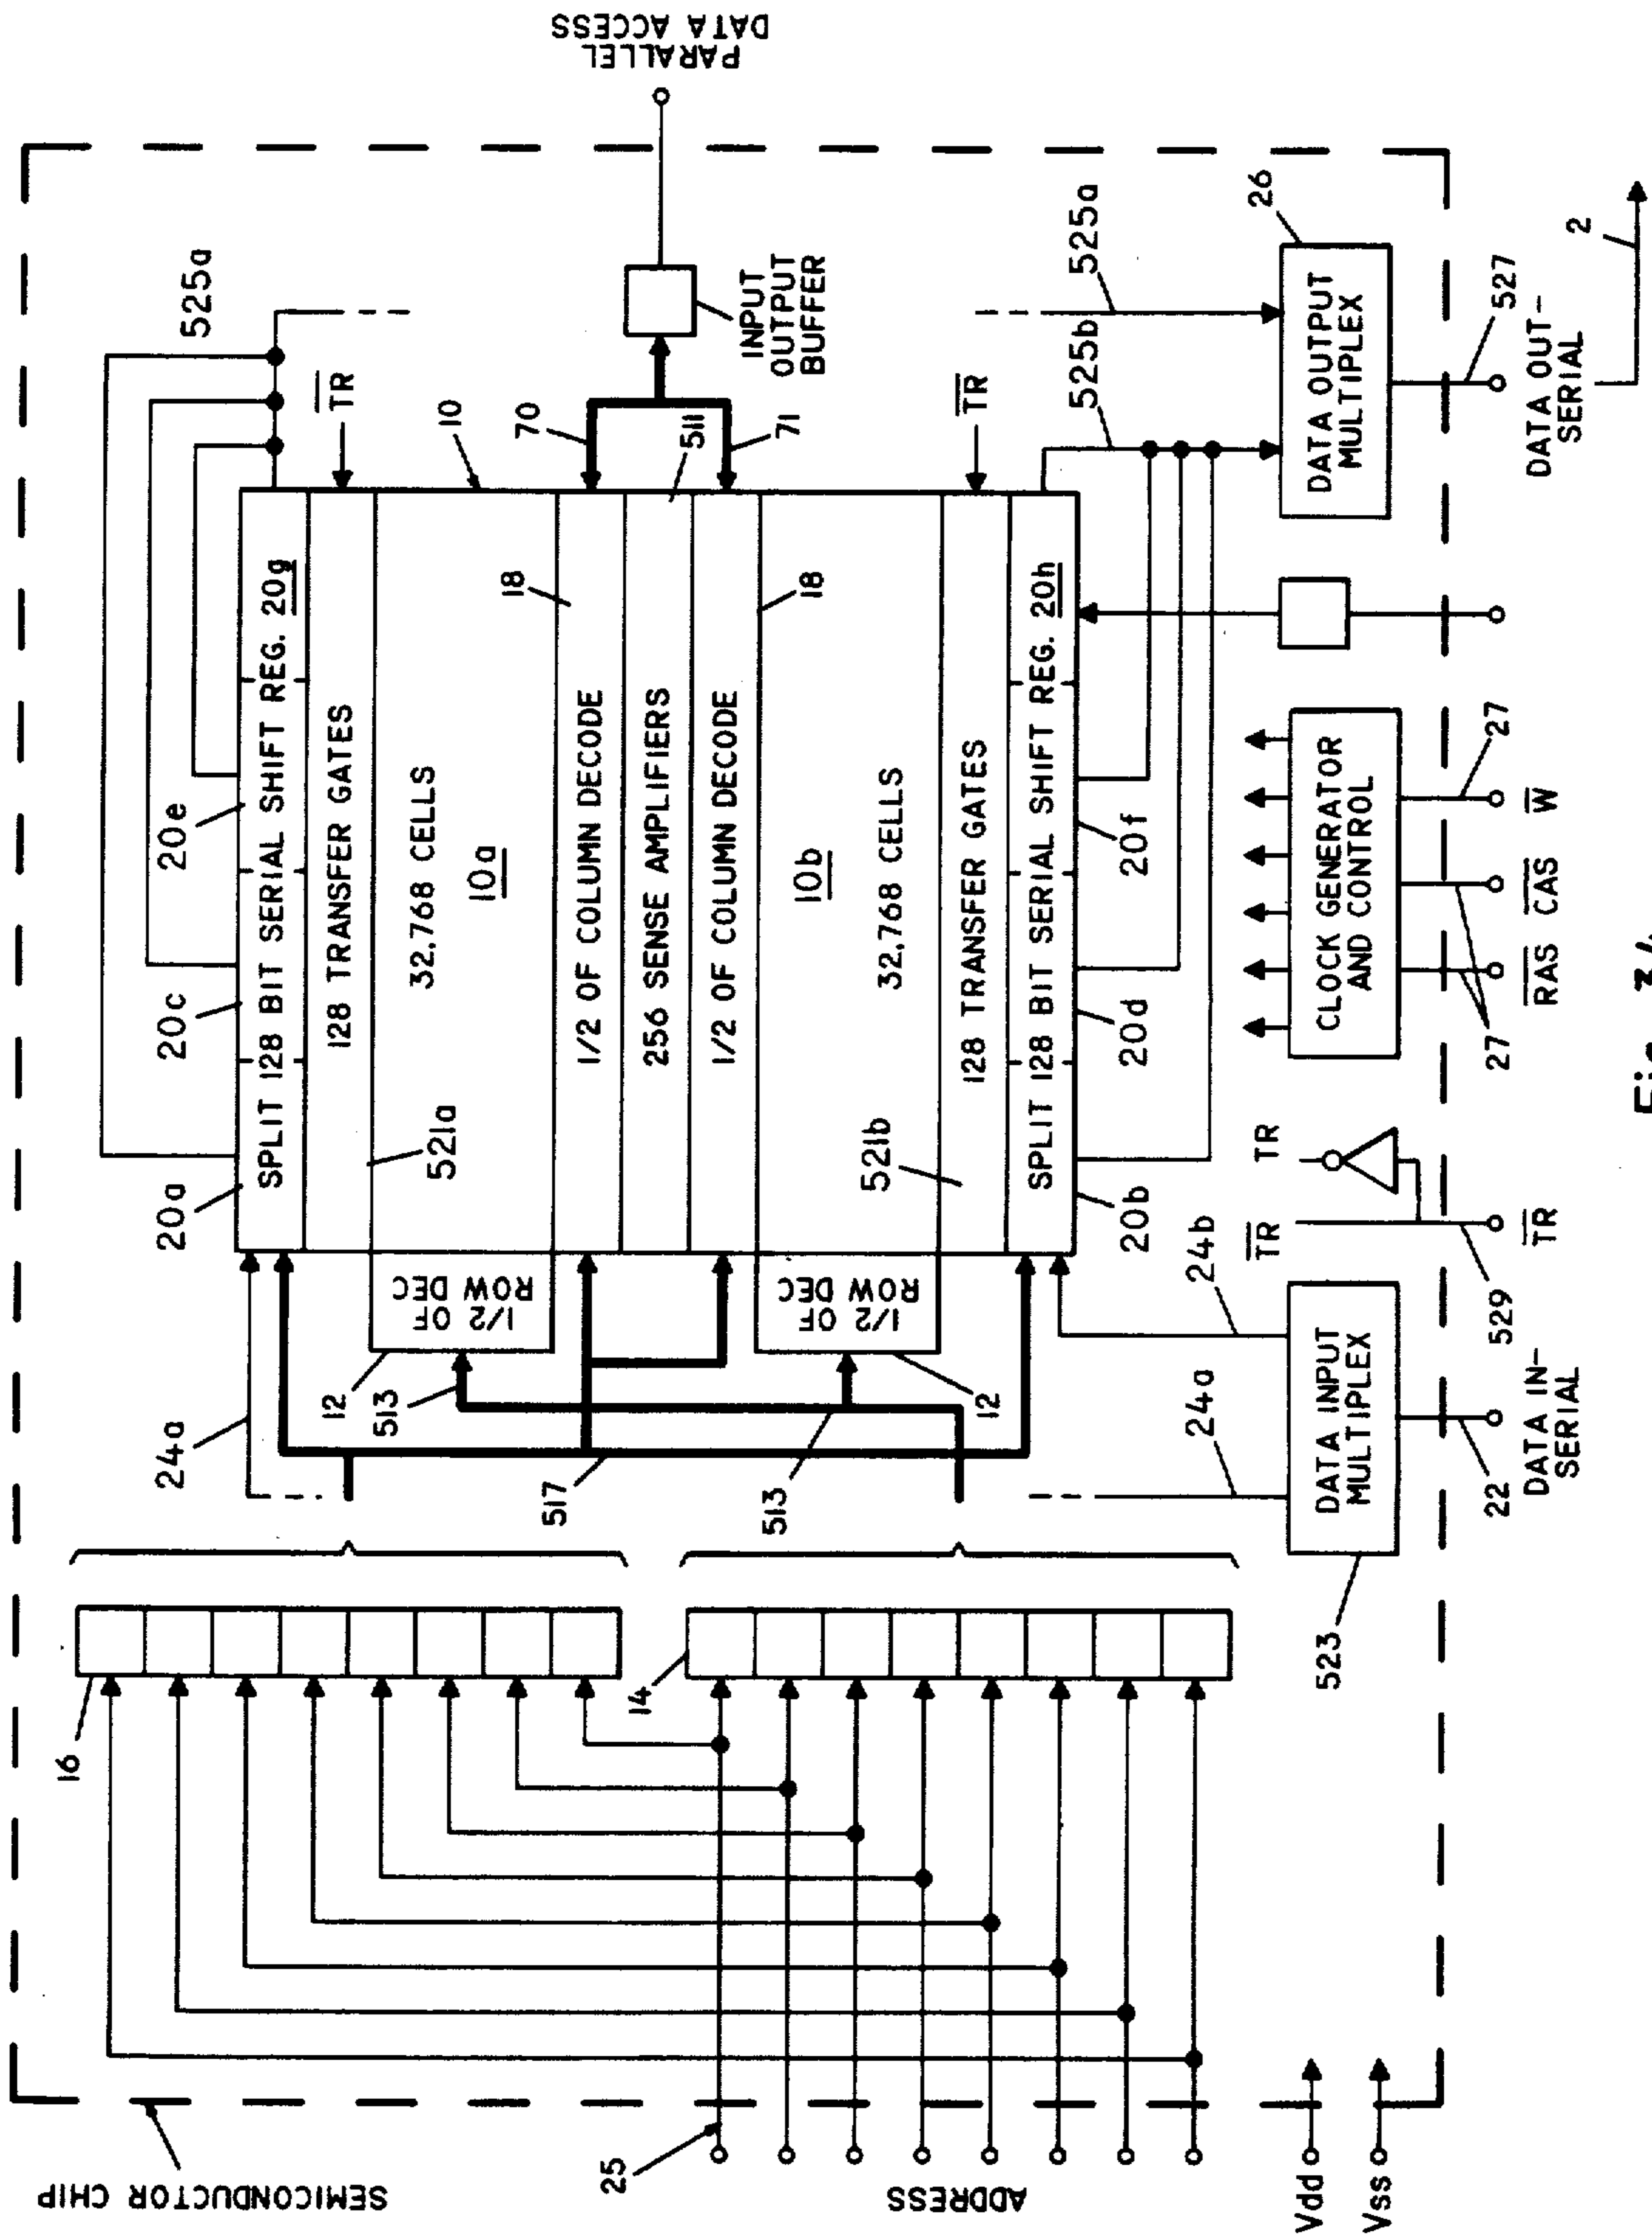 SEMICONDUCTOR CHIP
PARALLEL
DATA ACCESS
16
24a
20a
20c
20e
525a
SPLIT 128 BIT SERIAL SHIFT REG. 20g
128 TRANSFER GATES
TR
521a
32,768 CELLS
10a
10
1/2 OF
ROW DEC
12
513
18
1/2 OF COLUMN DECODE
70
256 SENSE AMPLIFIERS
511
1/2 OF COLUMN DECODE
71
INPUT
OUTPUT
BUFFER
517
513
18
10b
32,768 CELLS
1/2 OF
ROW DEC
12
521b
128 TRANSFER GATES
TR
SPLIT 128 BIT SERIAL SHIFT REG. 20h
20b
20d
20f
525b
525a
14
25
ADDRESS
24a
24b
523
DATA INPUT
MULTIPLEX
22
DATA IN-
SERIAL
TR
TR
529
TR
CLOCK GENERATOR
AND CONTROL
27
27
RAS
CAS
W
26
DATA OUTPUT
MULTIPLEX
527
DATA OUT-
SERIAL
2
Vdd
Vss